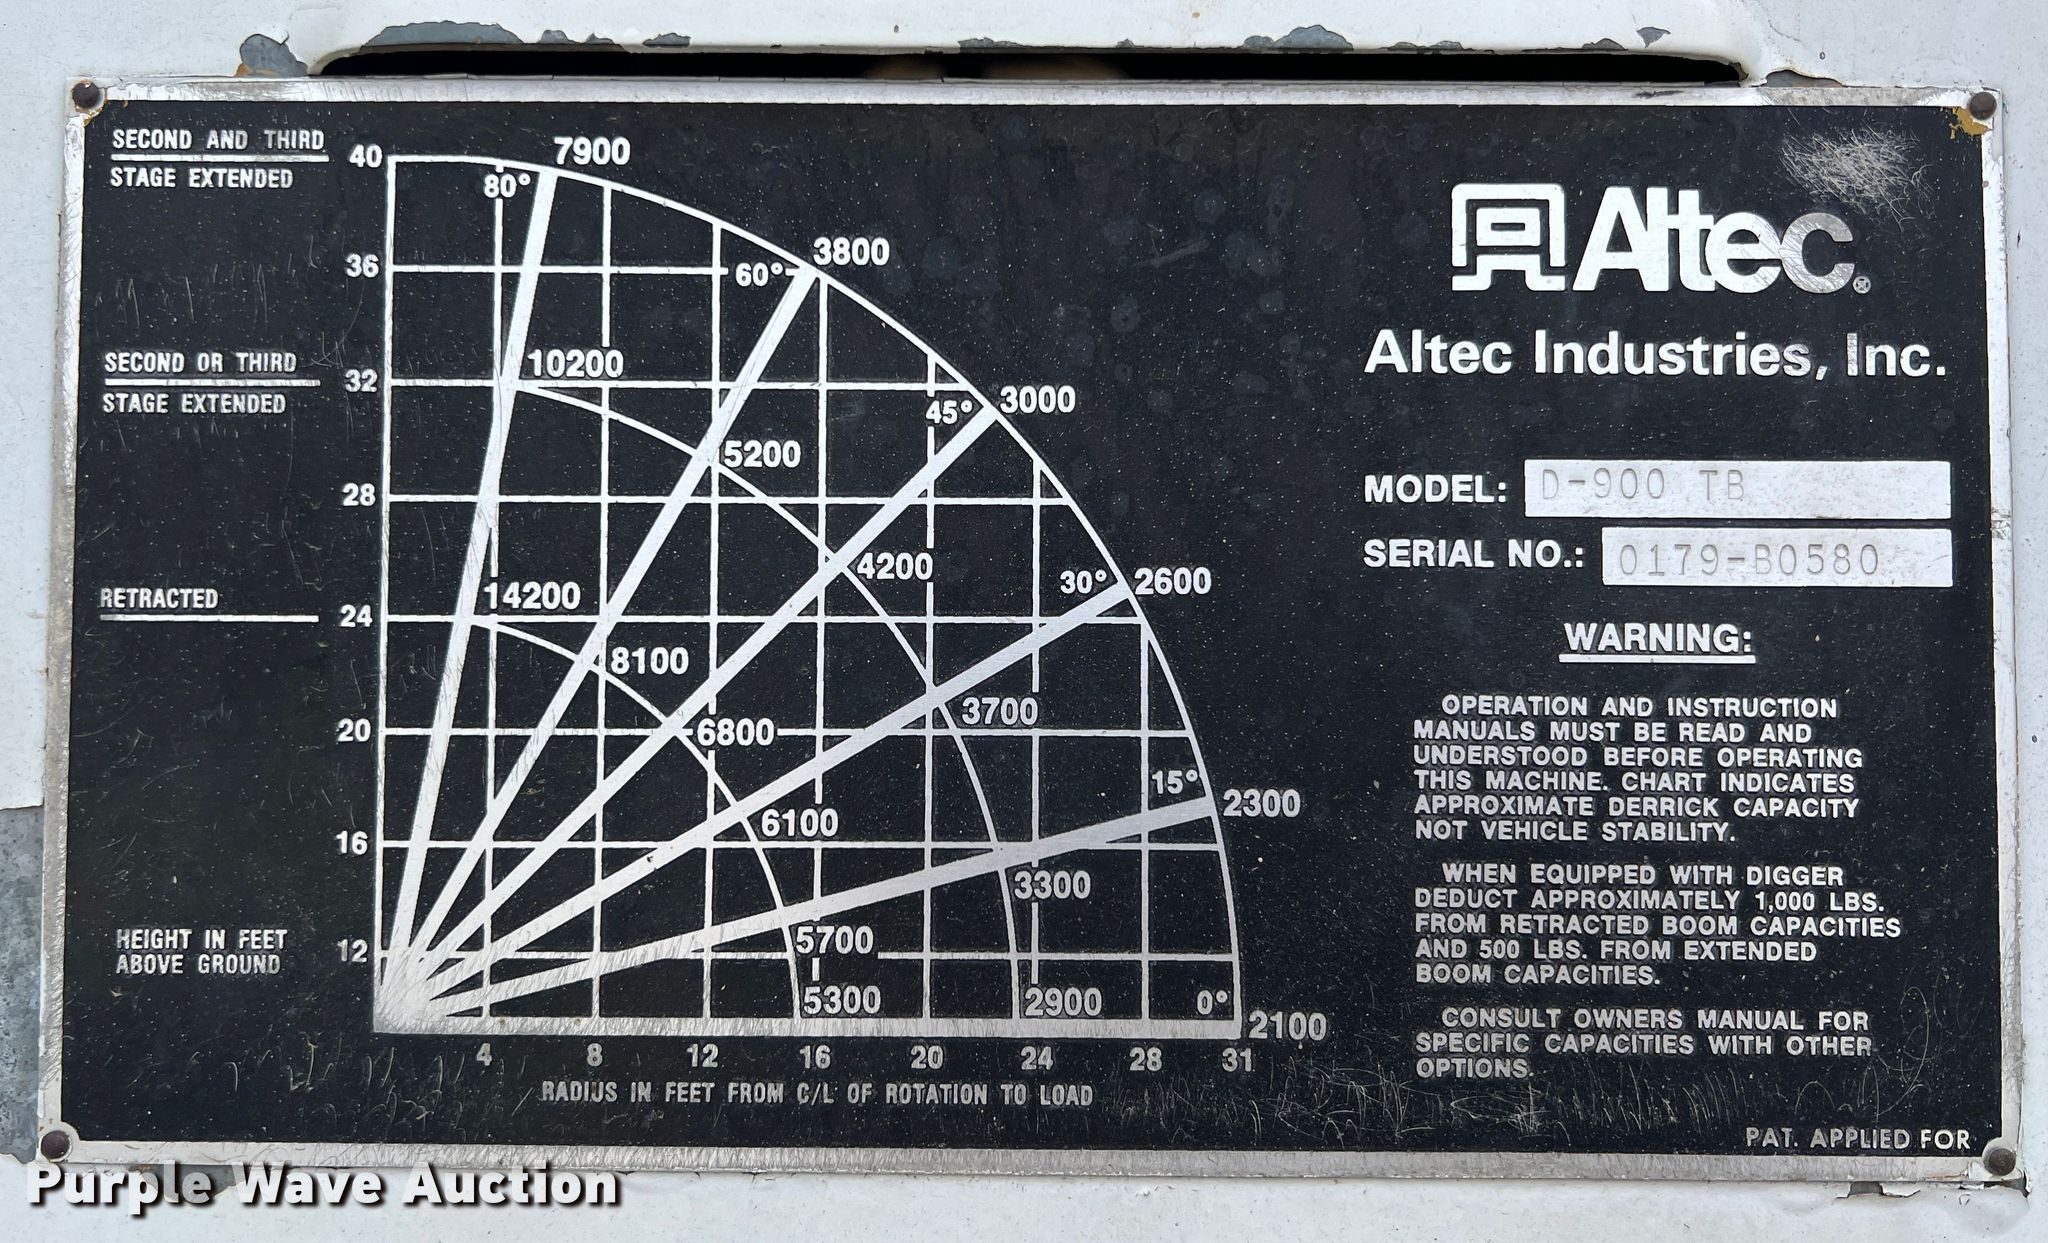 SECOND AND THIRD
STAGE EXTENDED
40
7900
80°
36
60°
3800
SECOND OR THIRD
STAGE EXTENDED
32
10200
45°
3000
28
5200
4200
30°
2600
RETRACTED
24
14200
8100
20
6800
3700
15°
2300
16
6100
3300
HEIGHT IN FEET
ABOVE GROUND
12
5700
5300
2900
0°
2100
4 8 12 16 20 24 28 31
RADIUS IN FEET FROM C/L OF ROTATION TO LOAD
Altec®
Altec Industries, Inc.
MODEL: D-900 TB
SERIAL NO.: 0179-B0580
WARNING:
OPERATION AND INSTRUCTION
MANUALS MUST BE READ AND
UNDERSTOOD BEFORE OPERATING
THIS MACHINE. CHART INDICATES
APPROXIMATE DERRICK CAPACITY
NOT VEHICLE STABILITY.
WHEN EQUIPPED WITH DIGGER
DEDUCT APPROXIMATELY 1,000 LBS.
FROM RETRACTED BOOM CAPACITIES
AND 500 LBS. FROM EXTENDED
BOOM CAPACITIES.
CONSULT OWNERS MANUAL FOR
SPECIFIC CAPACITIES WITH OTHER
OPTIONS.
PAT. APPLIED FOR
Purple Wave Auction